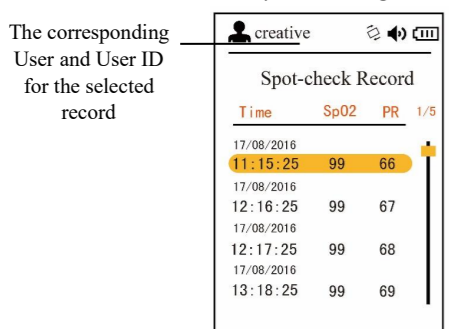 The corresponding
User and User ID
for the selected
record
creative
Spot-check Record
Time SpO2 PR 1/5
17/08/2016
11:15:25 99 66
17/08/2016
12:16:25 99 67
17/08/2016
12:17:25 99 68
17/08/2016
13:18:25 99 69